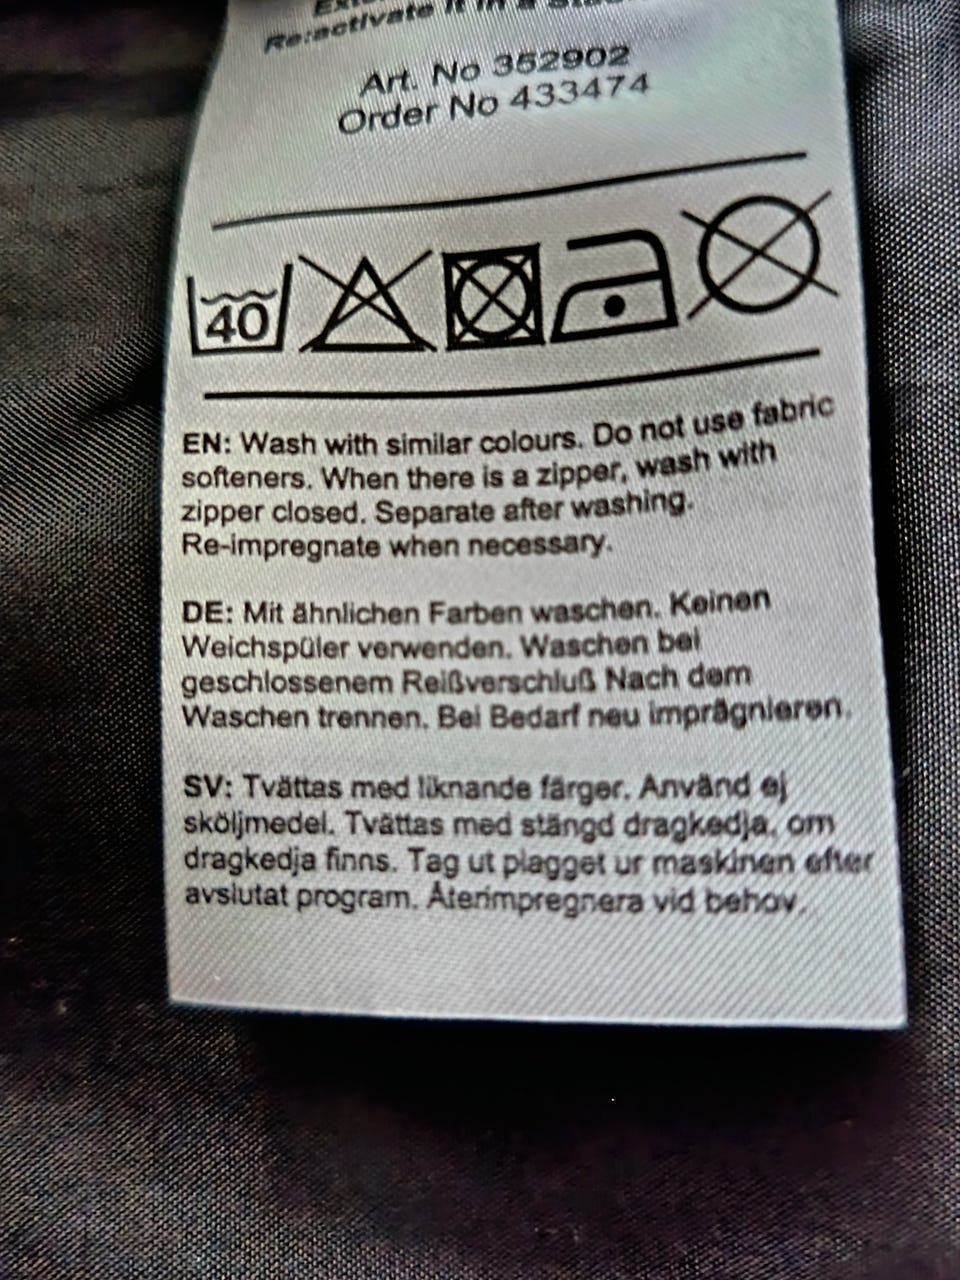 Re:activate it in a
Art. No 352902
Order No 433474
40
EN: Wash with similar colours. Do not use fabric
softeners. When there is a zipper, wash with
zipper closed. Separate after washing.
Re-impregnate when necessary.
DE: Mit ähnlichen Farben waschen. Keinen
Weichspüler verwenden. Waschen bei
geschlossenem Reißverschluß Nach dem
Waschen trennen. Bei Bedarf neu imprägnieren.
SV: Tvättas med liknande färger. Använd ej
sköljmedel. Tvättas med stängd dragkedja, om
dragkedja finns. Tag ut plagget ur maskinen efter
avslutat program. Återimpregnera vid behov.